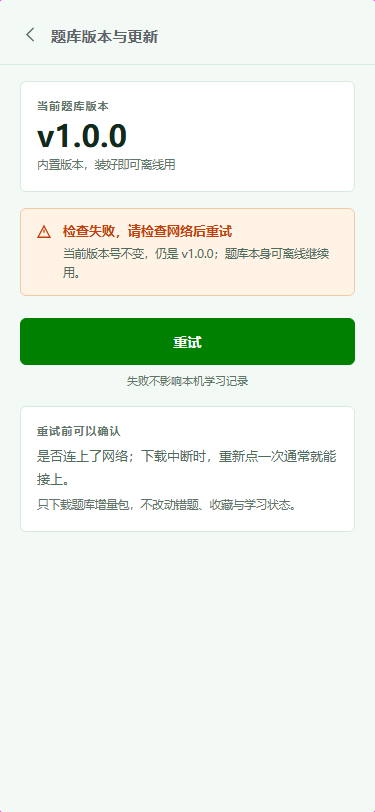 题库版本与更新
当前题库版本
v1.0.0
内置版本，装好即可离线用
检查失败，请检查网络后重试
当前版本号不变，仍是 v1.0.0；题库本身可离线继续
用。
重试
失败不影响本机学习记录
重试前可以确认
是否连上了网络；下载中断时，重新点一次通常就能
接上。
只下载题库增量包，不改动错题、收藏与学习状态。